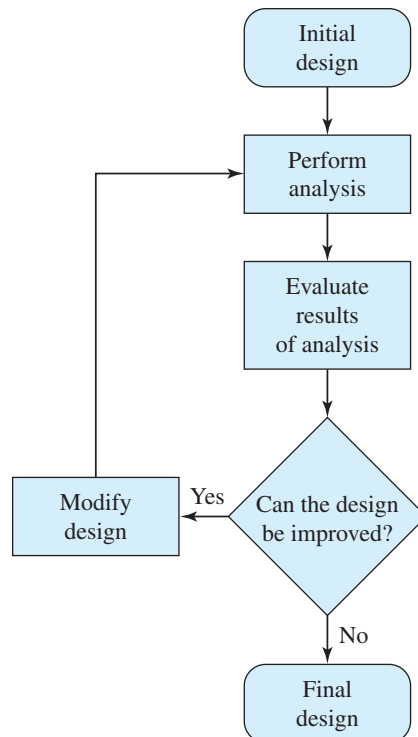 Initial
design
Perform
analysis
Evaluate
results
of analysis
Can the design
be improved?
Yes
Modify
design
No
Final
design